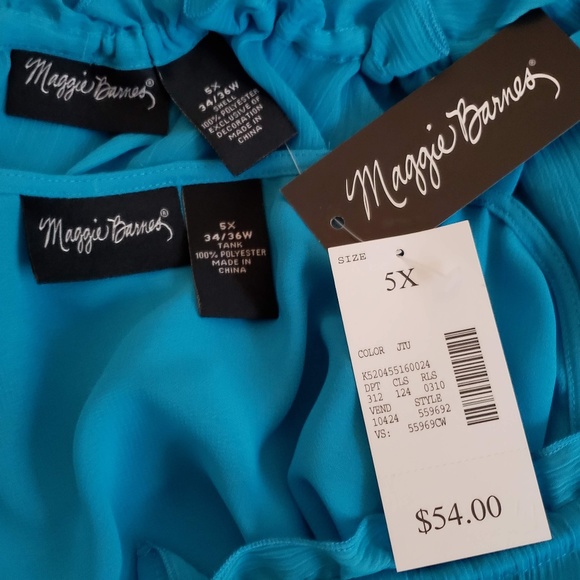 Maggie Barnes®
5X
34/36W
SHELL
100% POLYESTER
EXCLUSIVE OF
DECORATION
MADE IN
CHINA
Maggie Barnes®
Maggie Barnes®
5X
34/36W
TANK
100% POLYESTER
MADE IN
CHINA
SIZE
5X
COLOR JTU
K520455160024
DPT CLS RLS
312 124 0310
VEND STYLE
10424 559692
VS: 55969CW
$54.00